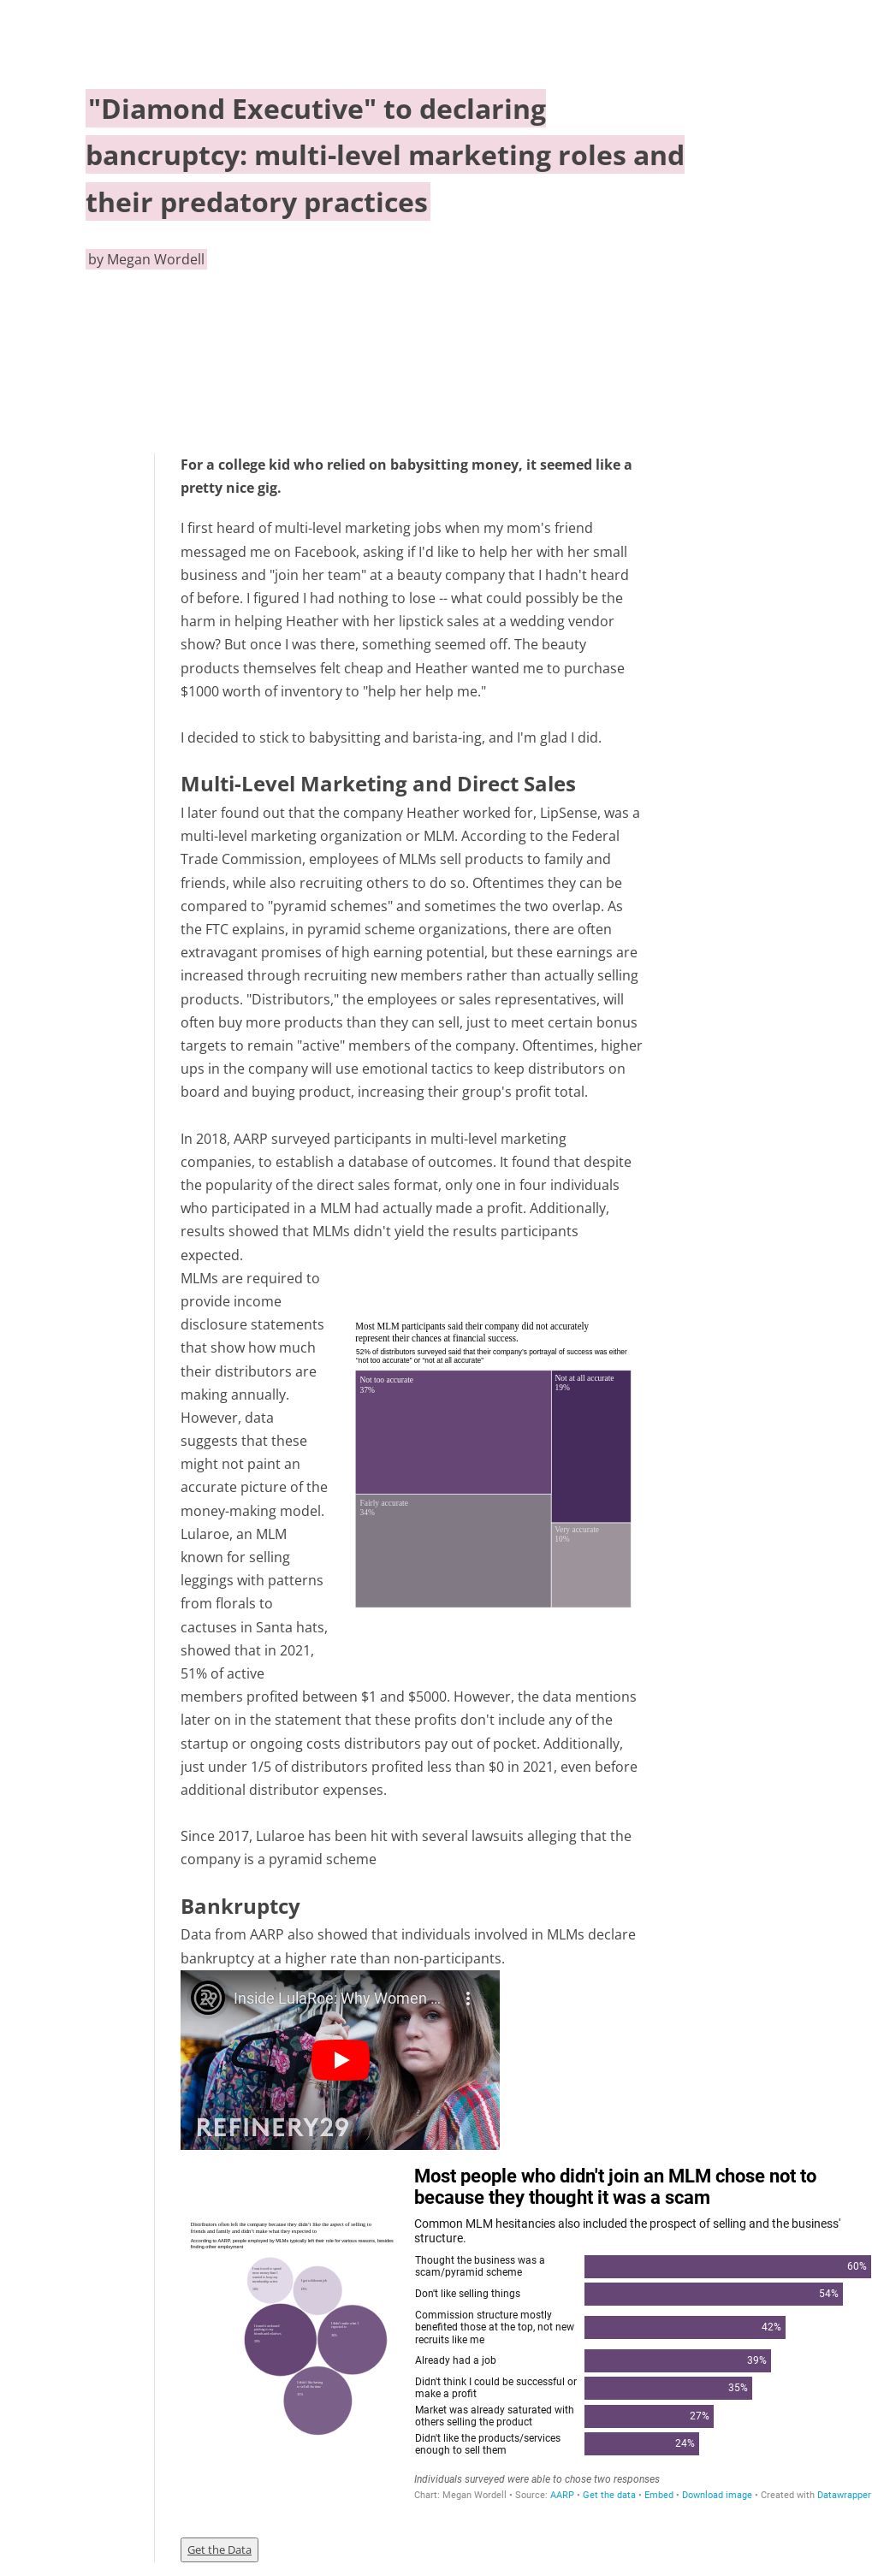 "Diamond Executive" to declaring
bancruptcy: multi-level marketing roles and
their predatory practices
by Megan Wordell
For a college kid who relied on babysitting money, it seemed like a
pretty nice gig.
I first heard of multi-level marketing jobs when my mom's friend
messaged me on Facebook, asking if I'd like to help her with her small
business and "join her team" at a beauty company that I hadn't heard
of before. I figured I had nothing to lose -- what could possibly be the
harm in helping Heather with her lipstick sales at a wedding vendor
show? But once I was there, something seemed off. The beauty
products themselves felt cheap and Heather wanted me to purchase
$1000 worth of inventory to "help her help me."
I decided to stick to babysitting and barista-ing, and I'm glad I did.
Multi-Level Marketing and Direct Sales
I later found out that the company Heather worked for, LipSense, was a
multi-level marketing organization or MLM. According to the Federal
Trade Commission, employees of MLMs sell products to family and
friends, while also recruiting others to do so. Oftentimes they can be
compared to "pyramid schemes" and sometimes the two overlap. As
the FTC explains, in pyramid scheme organizations, there are often
extravagant promises of high earning potential, but these earnings are
increased through recruiting new members rather than actually selling
products. "Distributors," the employees or sales representatives, will
often buy more products than they can sell, just to meet certain bonus
targets to remain "active" members of the company. Oftentimes, higher
ups in the company will use emotional tactics to keep distributors on
board and buying product, increasing their group's profit total.
In 2018, AARP surveyed participants in multi-level marketing
companies, to establish a database of outcomes. It found that despite
the popularity of the direct sales format, only one in four individuals
who participated in a MLM had actually made a profit. Additionally,
results showed that MLMs didn't yield the results participants
expected.
MLMs are required to
provide income
disclosure statements
that show how much
their distributors are
making annually.
However, data
suggests that these
might not paint an
accurate picture of the
money-making model.
Lularoe, an MLM
known for selling
leggings with patterns
from florals to
cactuses in Santa hats,
showed that in 2021,
51% of active
members profited between $1 and $5000. However, the data mentions
later on in the statement that these profits don't include any of the
startup or ongoing costs distributors pay out of pocket. Additionally,
just under 1/5 of distributors profited less than $0 in 2021, even before
additional distributor expenses.
Most MLM participants said their company did not accurately
represent their chances at financial success.
52% of distributors surveyed said that their company's portrayal of success was either
"not too accurate" or "not at all accurate"
Not too accurate
37%
Not at all accurate
19%
Fairly accurate
34%
Very accurate
10%
Since 2017, Lularoe has been hit with several lawsuits alleging that the
company is a pyramid scheme
Bankruptcy
Data from AARP also showed that individuals involved in MLMs declare
bankruptcy at a higher rate than non-participants.
29
Inside LulaRoe: Why Women ...
REFINERY29
Distributors often left the company because they didn't like the aspect of selling to
friends and family and didn't make what they expected to
According to AARP, people employed by MLMs typically left their role for various reasons, besides
finding other employment
Most people who didn't join an MLM chose not to
because they thought it was a scam
Common MLM hesitancies also included the prospect of selling and the business'
structure.
Thought the business was a
scam/pyramid scheme
60%
Don't like selling things
54%
Commission structure mostly
benefited those at the top, not new
recruits like me
42%
Already had a job
39%
Didn't think I could be successful or
make a profit
35%
Market was already saturated with
others selling the product
27%
Didn't like the products/services
enough to sell them
24%
Individuals surveyed were able to chose two responses
Chart: Megan Wordell • Source: AARP • Get the data • Embed • Download image • Created with Datawrapper
Get the Data